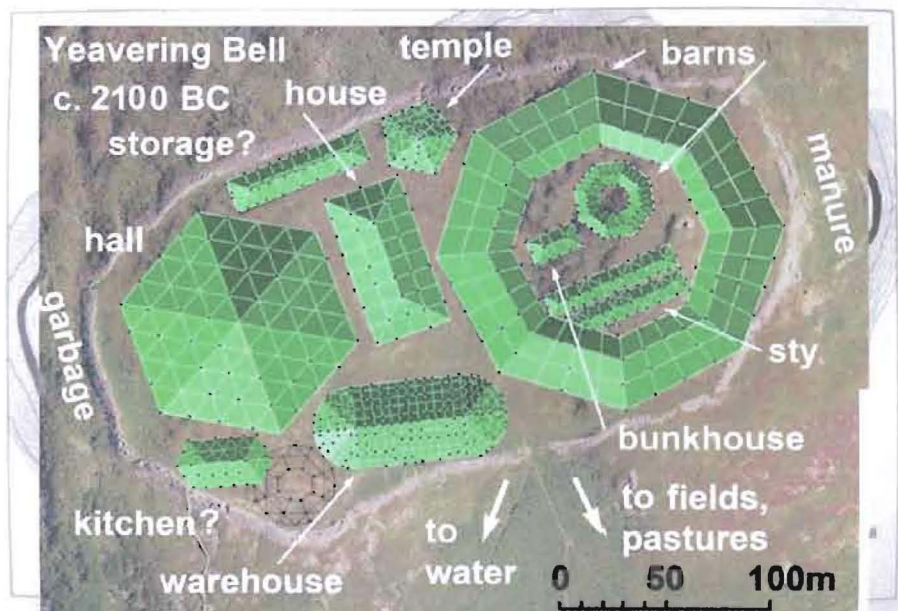 Yeavering Bell
temple
barns
c. 2100 BC
house
storage?
manure
hall
garbage
sty
bunkhouse
kitchen?
to
water
to fields,
pastures
warehouse
0 50 100m